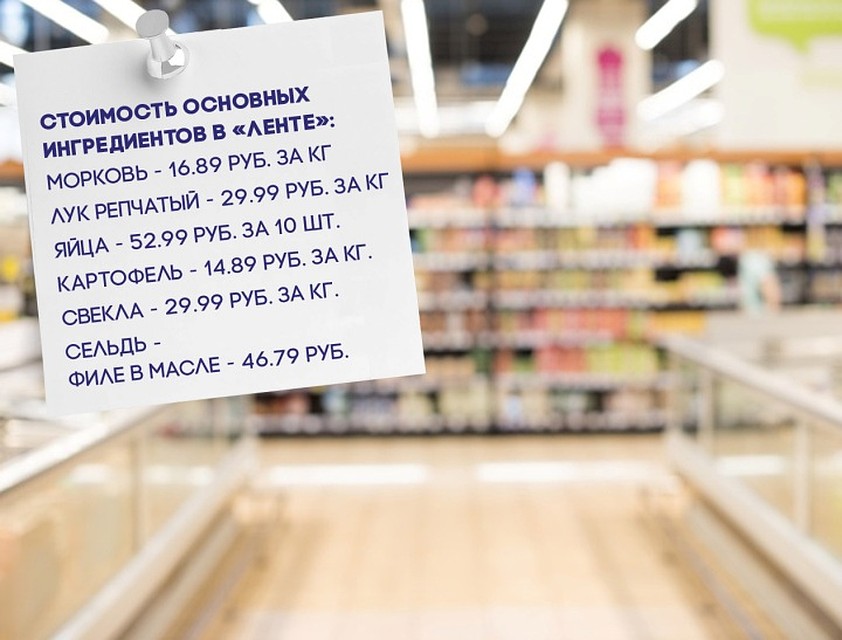 СТОИМОСТЬ ОСНОВНЫХ
ИНГРЕДИЕНТОВ В «ЛЕНТЕ»:
МОРКОВЬ - 16.89 РУБ. ЗА КГ
ЛУК РЕПЧАТЫЙ - 29.99 РУБ. ЗА КГ
ЯЙЦА - 52.99 РУБ. ЗА 10 ШТ.
КАРТОФЕЛЬ - 14.89 РУБ. ЗА КГ.
СВЕКЛА - 29.99 РУБ. ЗА КГ.
СЕЛЬДЬ -
ФИЛЕ В МАСЛЕ - 46.79 РУБ.